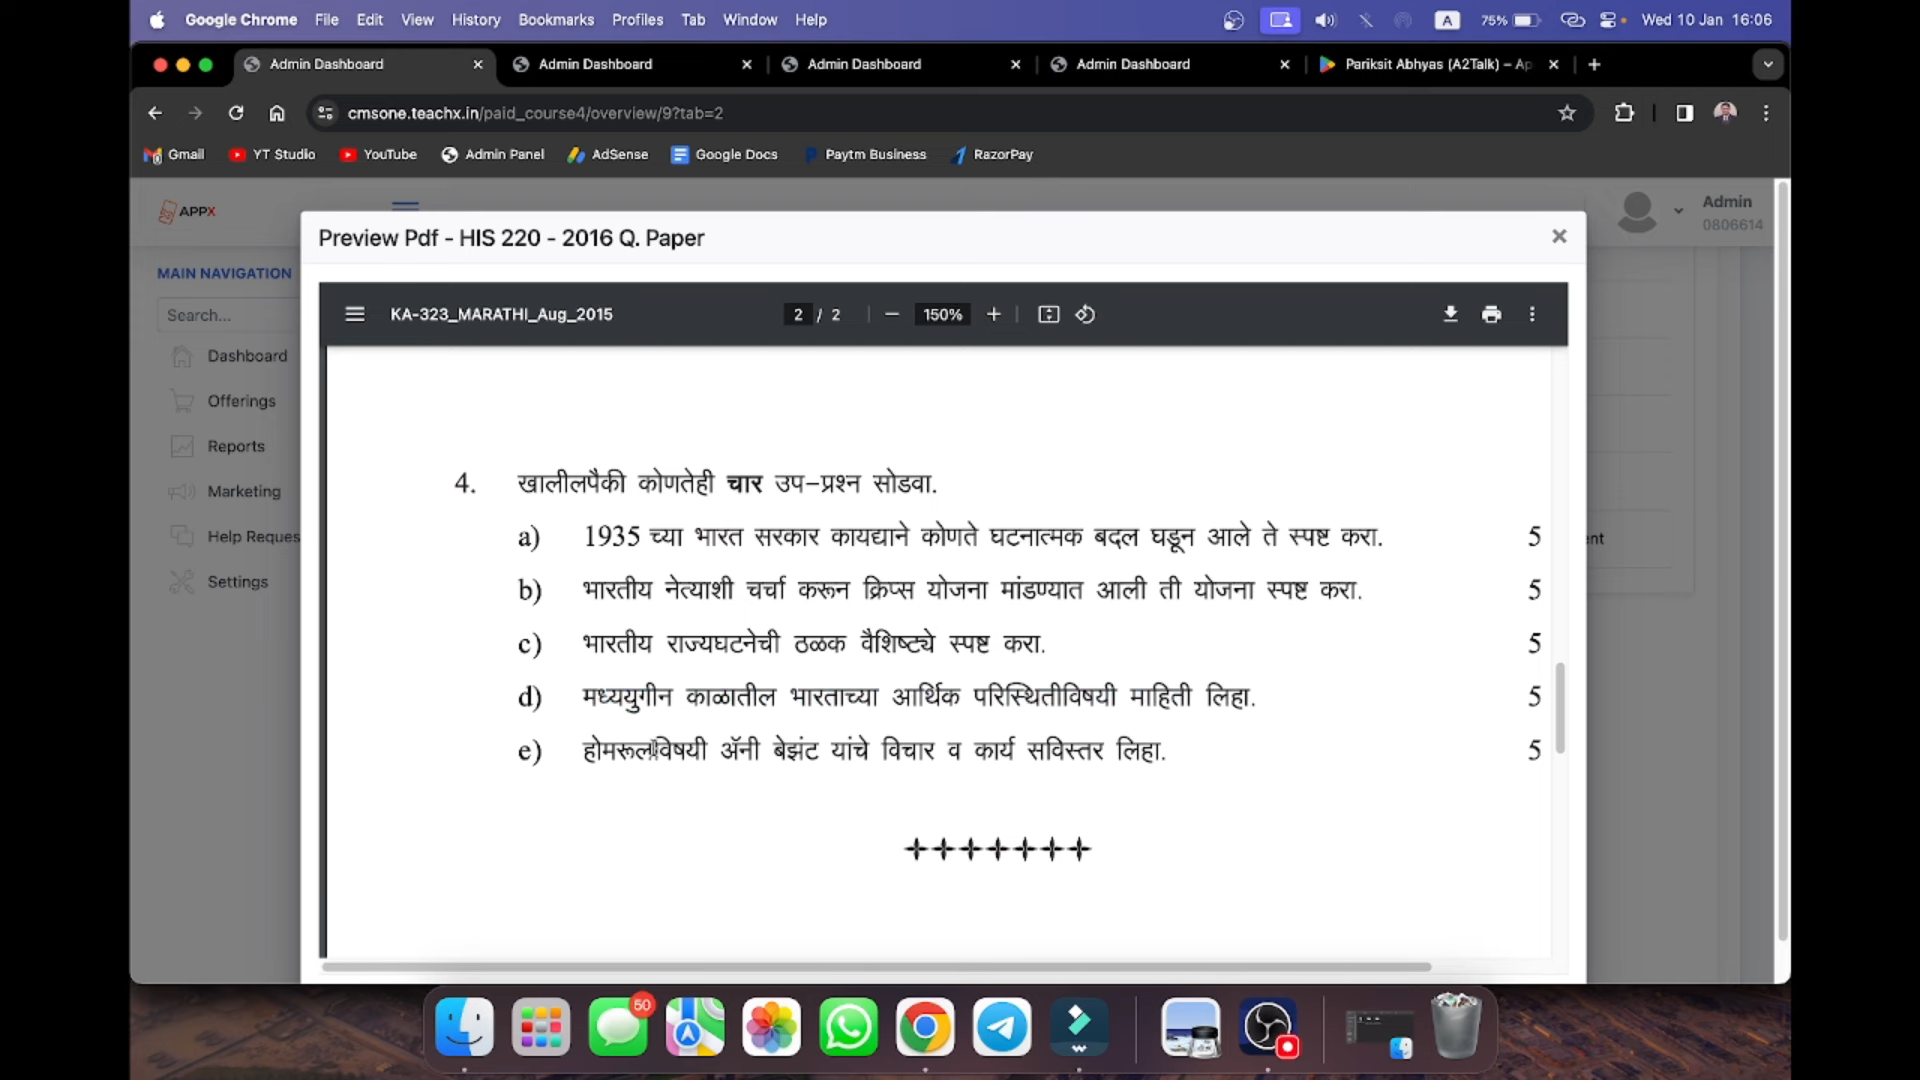 Google Chrome File Edit View History Bookmarks Profiles Tab Window Help A 75% Wed 10 Jan 16:06
Admin Dashboard Admin Dashboard Admin Dashboard Admin Dashboard Pariksit Abhyas (A2Talk) – Ap
cmsone.teachx.in/paid_course4/overview/9?tab=2
Gmail YT Studio YouTube Admin Panel AdSense Google Docs Paytm Business RazorPay
APPX Admin
0806614
Preview Pdf - HIS 220 - 2016 Q. Paper
MAIN NAVIGATION
Search...
KA-323_MARATHI_Aug_2015 2 / 2 150%
Dashboard
Offerings
Reports
Marketing
Help Reques
Settings
4. खालीलपैकी कोणतेही चार उप-प्रश्न सोडवा.
a) 1935 च्या भारत सरकार कायद्याने कोणते घटनात्मक बदल घडून आले ते स्पष्ट करा. 5
b) भारतीय नेत्याशी चर्चा करून क्रिप्स योजना मांडण्यात आली ती योजना स्पष्ट करा. 5
c) भारतीय राज्यघटनेची ठळक वैशिष्ट्ये स्पष्ट करा. 5
d) मध्ययुगीन काळातील भारताच्या आर्थिक परिस्थितीविषयी माहिती लिहा. 5
e) होमरूलविषयी ॲनी बेझंट यांचे विचार व कार्य सविस्तर लिहा. 5
+++++++
ent
50